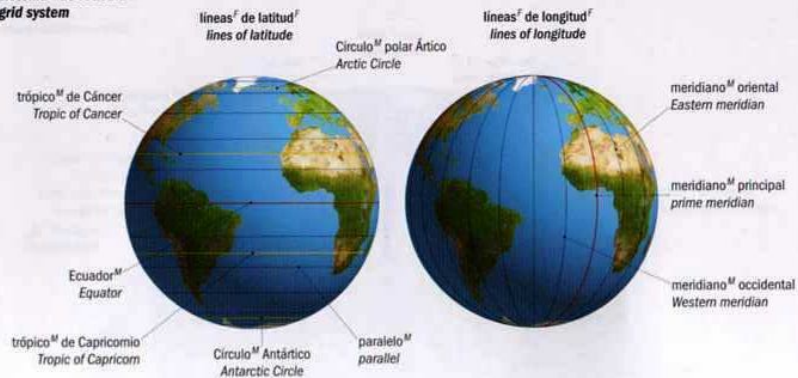 grid system
líneasF de latitudF
lines of latitude
líneasF de longitudF
lines of longitude
CírculoM polar Ártico
Arctic Circle
trópicoM de Cáncer
Tropic of Cancer
meridianoM oriental
Eastern meridian
meridianoM principal
prime meridian
EcuadorM
Equator
meridianoM occidental
Western meridian
trópicoM de Capricornio
Tropic of Capricorn
CírculoM Antártico
Antarctic Circle
paraleloM
parallel